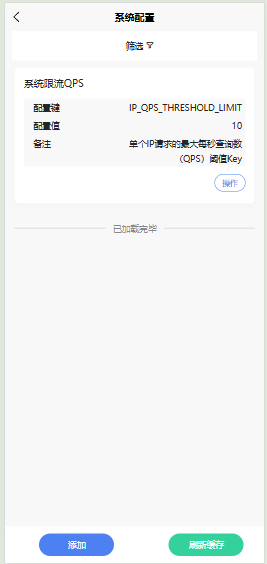 系统配置
筛选
系统限流QPS
配置键 IP_QPS_THRESHOLD_LIMIT
配置值 10
备注 单个IP请求的最大每秒查询数
（QPS）阈值Key
操作
已加载完毕
添加 刷新缓存